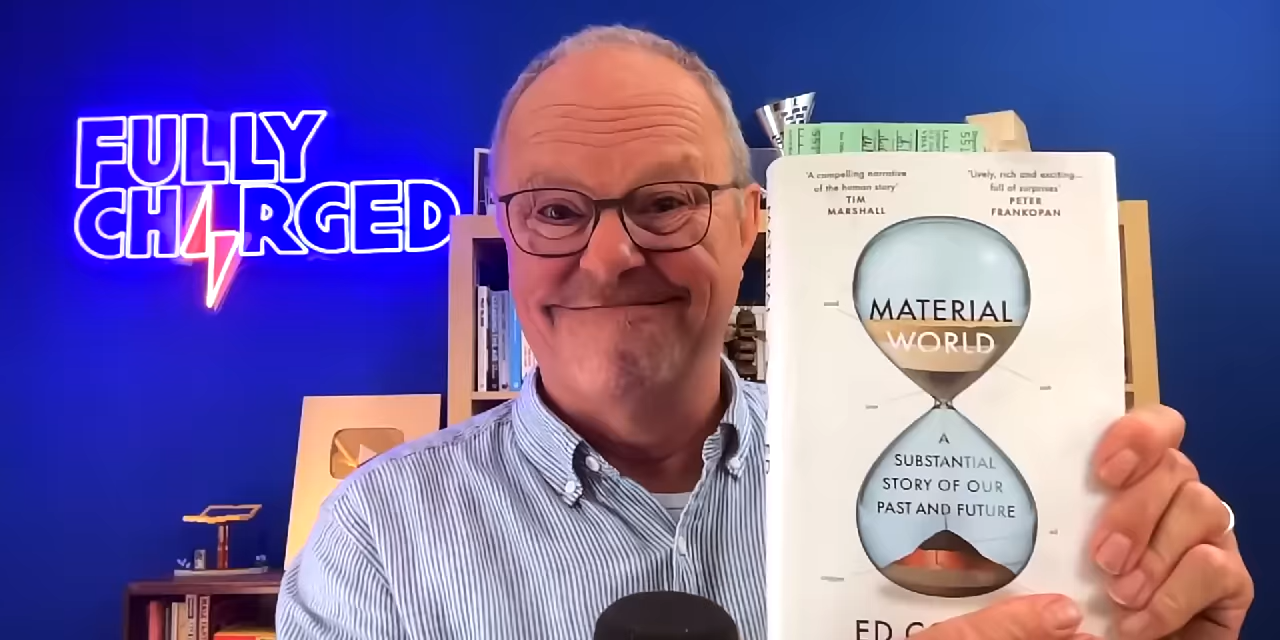 FULLY
CHARGED
'A compelling narrative
of the human story'
TIM
MARSHALL
'Lively, rich and exciting...
full of surprises'
PETER
FRANKOPAN
MATERIAL
WORLD
A
SUBSTANTIAL
STORY OF OUR
PAST AND FUTURE
ED